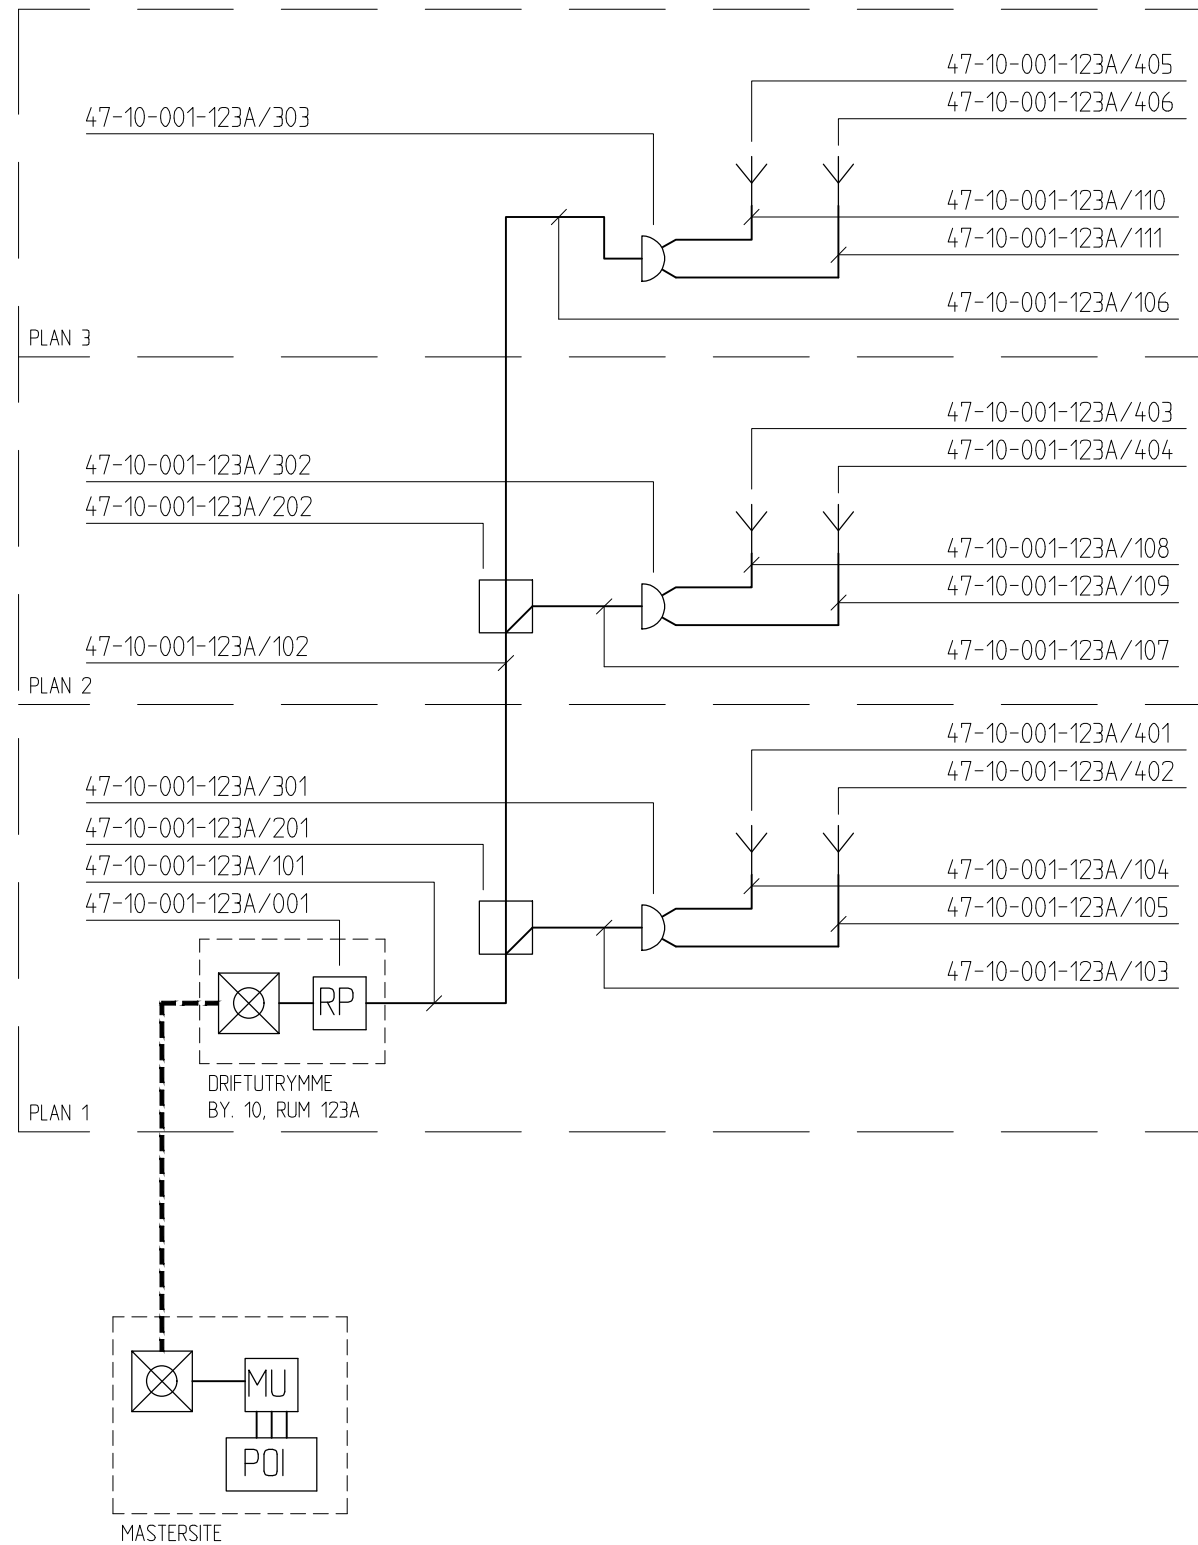 47-10-001-123A/405
47-10-001-123A/406
47-10-001-123A/303
47-10-001-123A/110
47-10-001-123A/111
47-10-001-123A/106
PLAN 3
47-10-001-123A/403
47-10-001-123A/404
47-10-001-123A/302
47-10-001-123A/202
47-10-001-123A/108
47-10-001-123A/109
47-10-001-123A/102
47-10-001-123A/107
PLAN 2
47-10-001-123A/401
47-10-001-123A/402
47-10-001-123A/301
47-10-001-123A/201
47-10-001-123A/101
47-10-001-123A/001
47-10-001-123A/104
47-10-001-123A/105
47-10-001-123A/103
RP
DRIFTUTRYMME
BY. 10, RUM 123A
PLAN 1
MU
POI
MASTERSITE